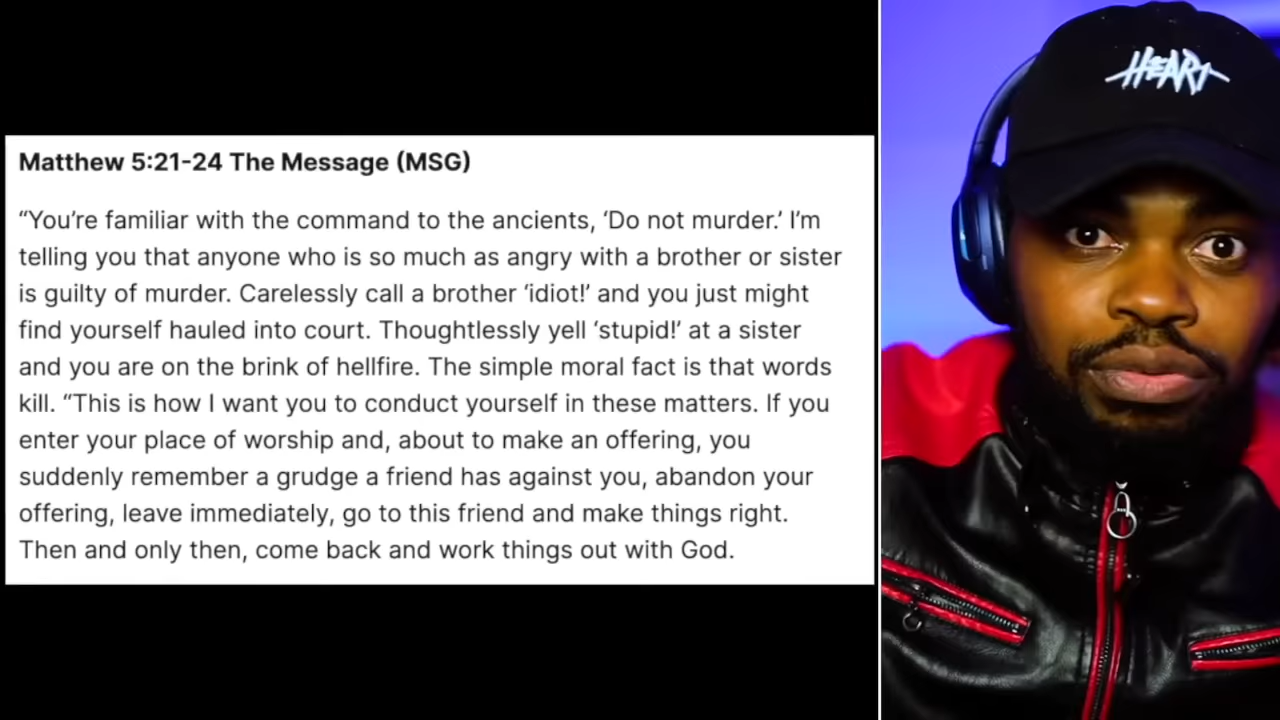 Matthew 5:21-24 The Message (MSG)
“You’re familiar with the command to the ancients, ‘Do not murder.’ I’m
telling you that anyone who is so much as angry with a brother or sister
is guilty of murder. Carelessly call a brother ‘idiot!’ and you just might
find yourself hauled into court. Thoughtlessly yell ‘stupid!’ at a sister
and you are on the brink of hellfire. The simple moral fact is that words
kill. “This is how I want you to conduct yourself in these matters. If you
enter your place of worship and, about to make an offering, you
suddenly remember a grudge a friend has against you, abandon your
offering, leave immediately, go to this friend and make things right.
Then and only then, come back and work things out with God.
HEART